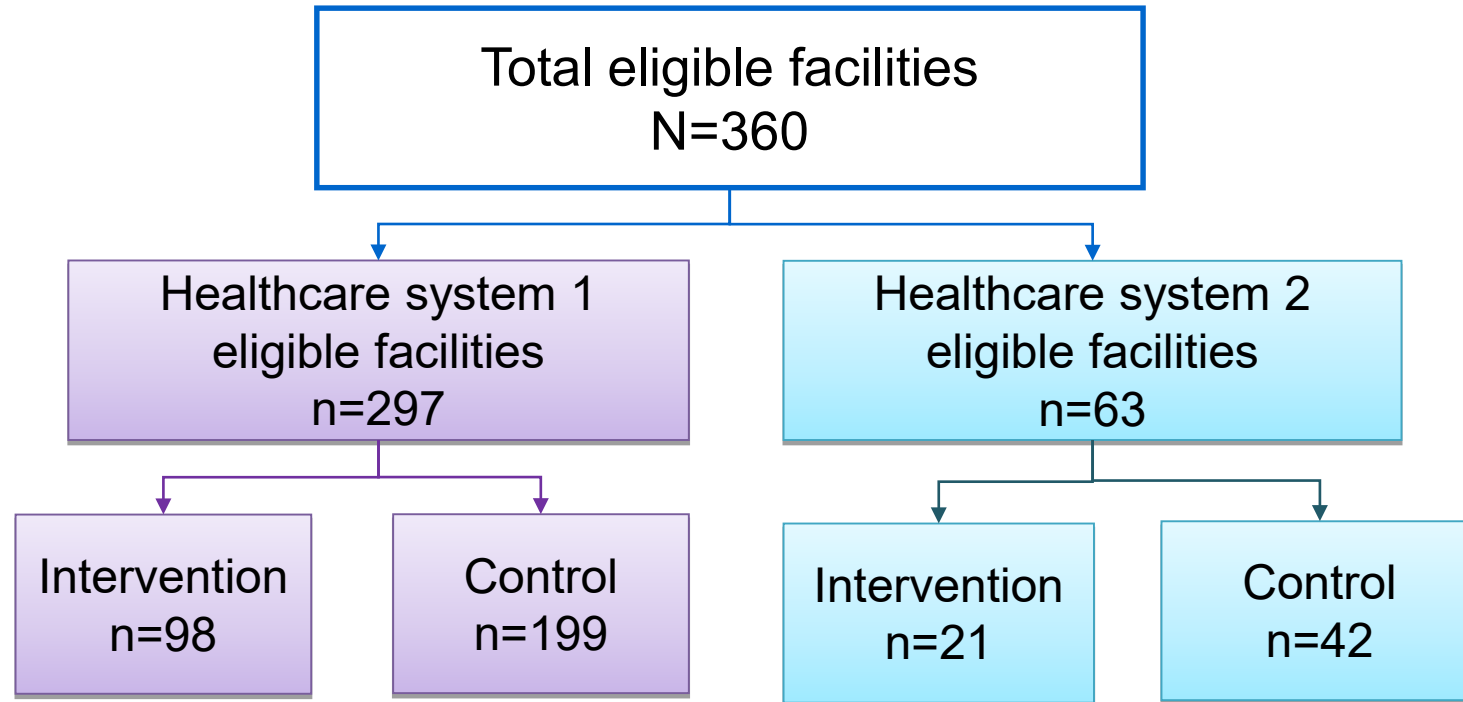 Total eligible facilities
N=360
Healthcare system 1
eligible facilities
n=297
Healthcare system 2
eligible facilities
n=63
Intervention
n=98
Control
n=199
Intervention
n=21
Control
n=42